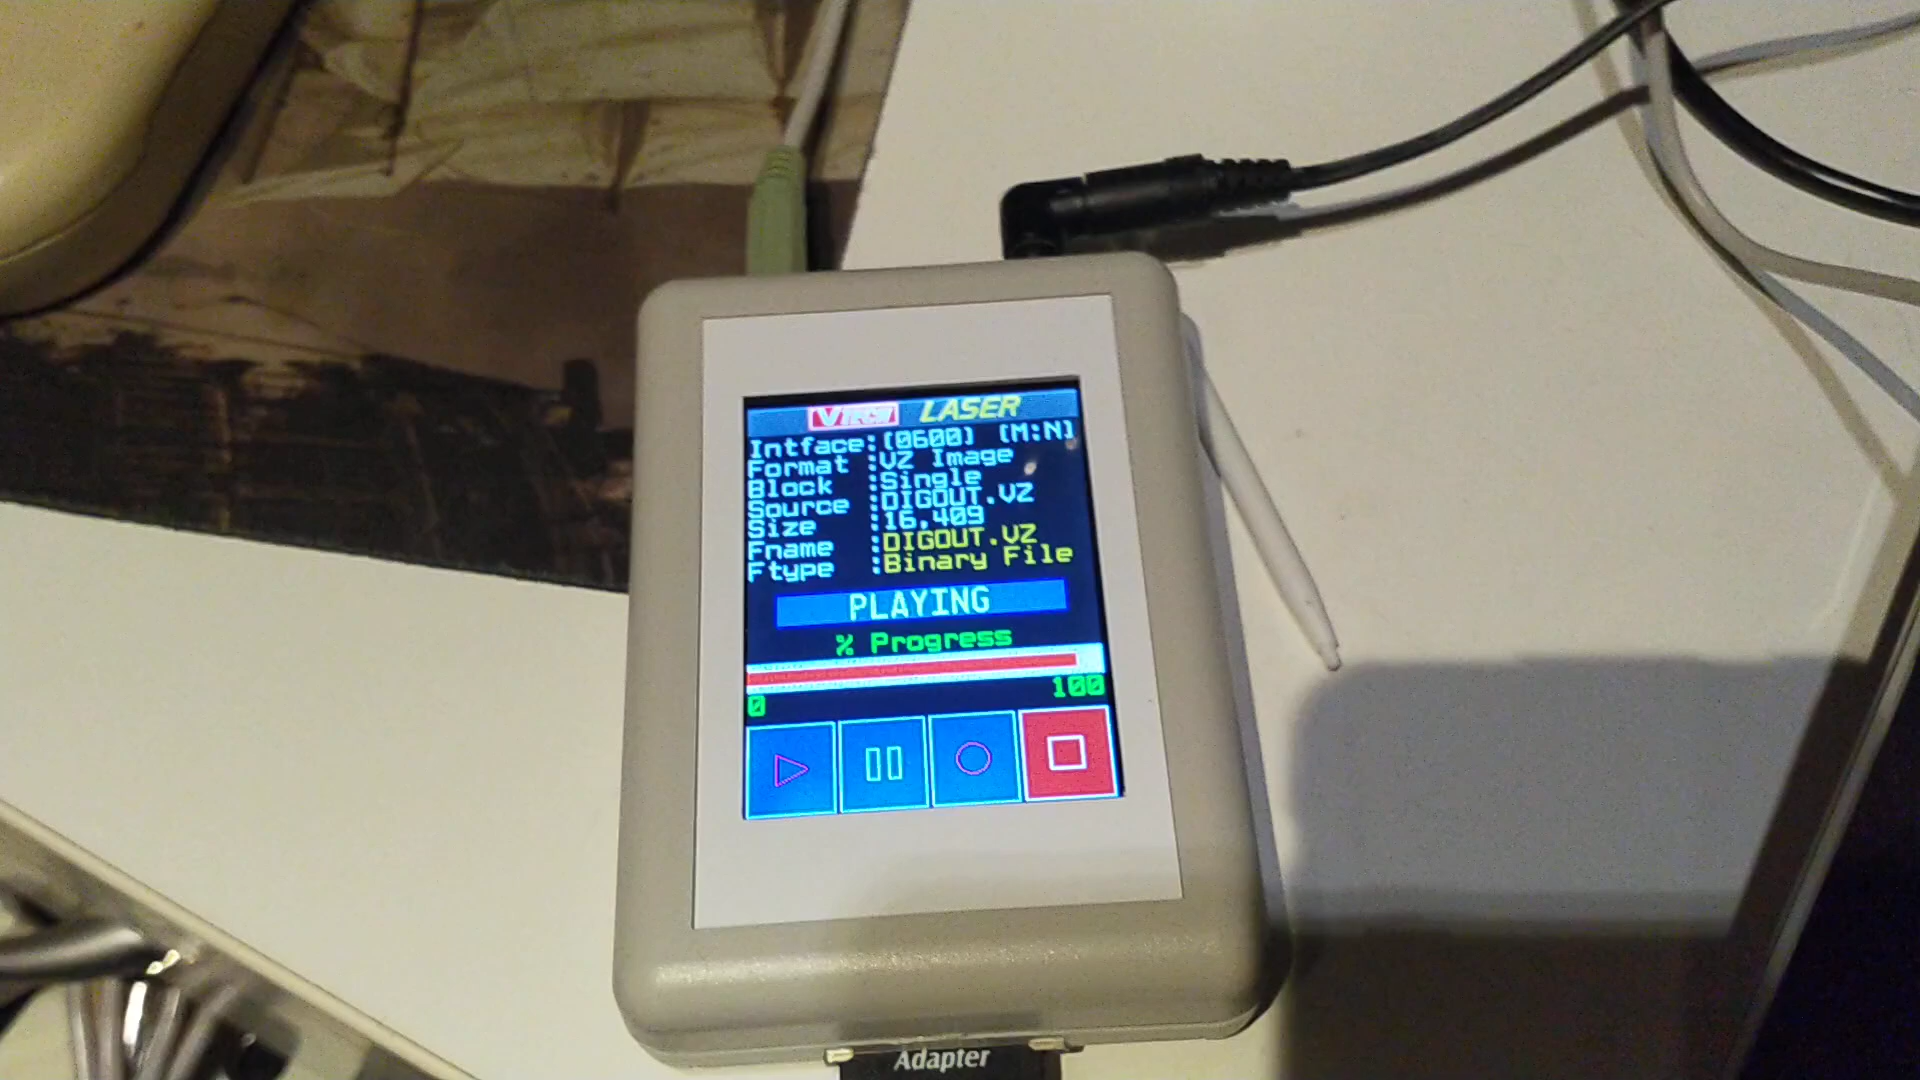 VTECH LASER
Intface:(0600) [M:N]
Format :VZ Image
Block :Single
Source :DIGOUT.VZ
Size :16,409
Fname :DIGOUT.VZ
Ftype :Binary File
PLAYING
% Progress
0 100
Adapter